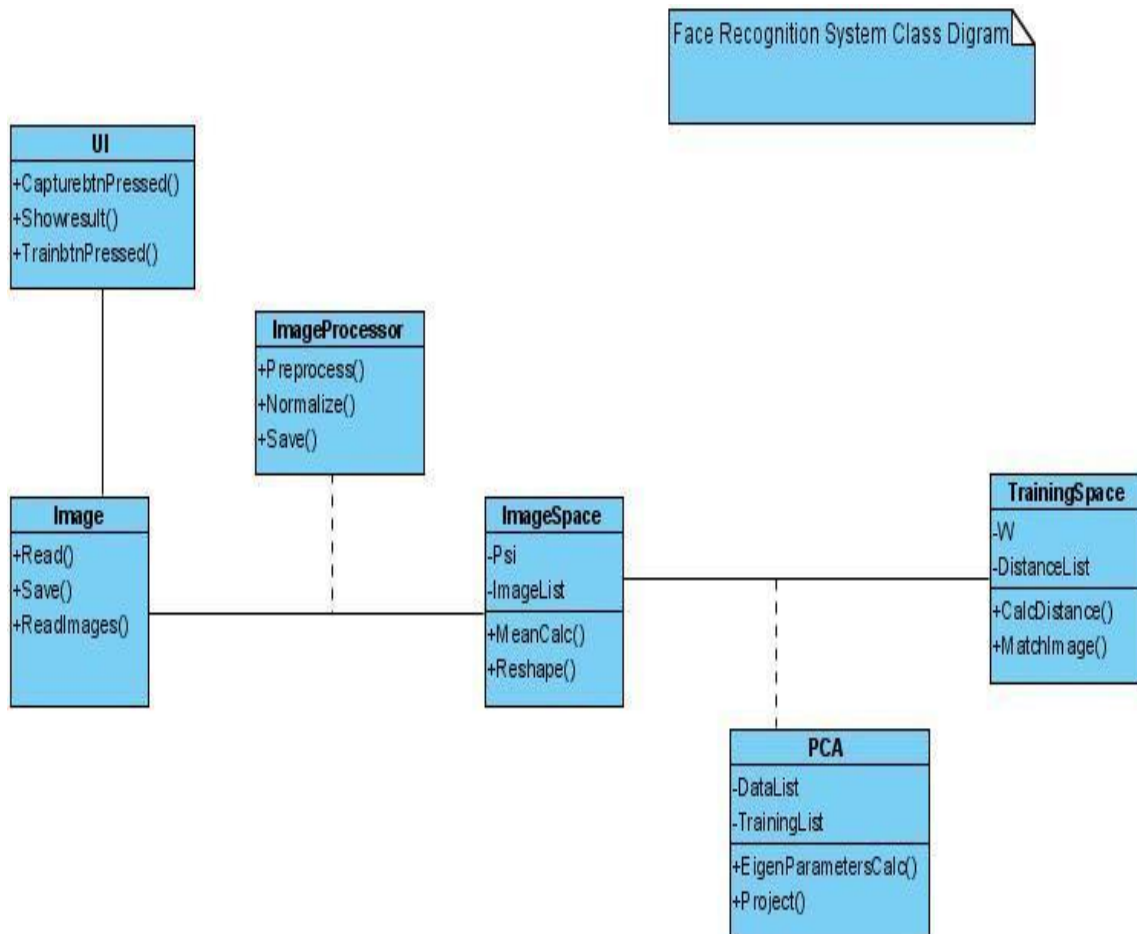 Face Recognition System Class Digram
UI
+CapturebtnPressed()
+Showresult()
+TrainbtnPressed()
ImageProcessor
+Preprocess()
+Normalize()
+Save()
Image
+Read()
+Save()
+ReadImages()
ImageSpace
-Psi
-ImageList
+MeanCalc()
+Reshape()
TrainingSpace
-W
-DistanceList
+CalcDistance()
+MatchImage()
PCA
-DataList
-TrainingList
+EigenParametersCalc()
+Project()